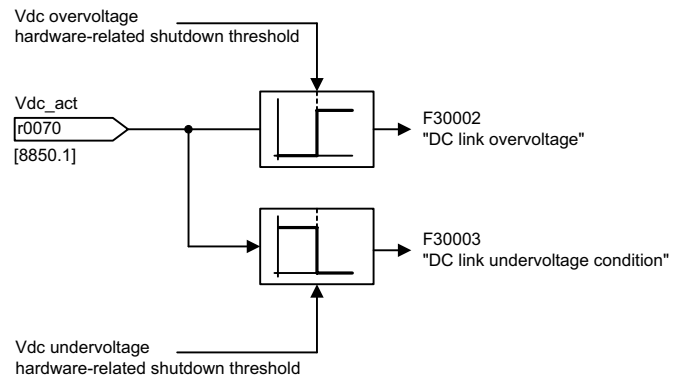 Vdc overvoltage
hardware-related shutdown threshold
Vdc_act
r0070
[8850.1]
F30002
"DC link overvoltage"
F30003
"DC link undervoltage condition"
Vdc undervoltage
hardware-related shutdown threshold